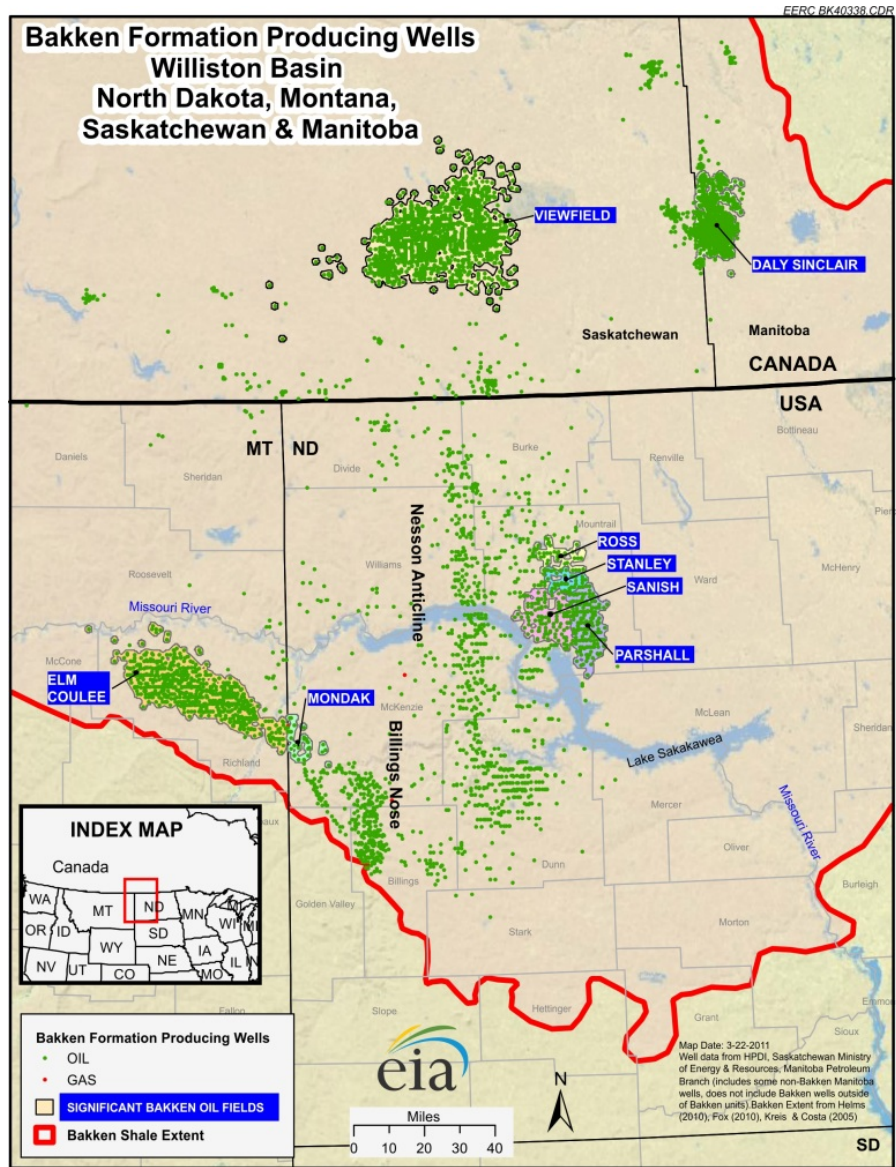 EERC BK40338.CDR
Bakken Formation Producing Wells
Williston Basin
North Dakota, Montana,
Saskatchewan & Manitoba
VIEWFIELD
DALY SINCLAIR
Saskatchewan
Manitoba
CANADA
USA
MT
ND
Daniels
Sheridan
Divide
Burke
Renville
Bottineau
Nesson Anticline
Mountrail
ROSS
STANLEY
SANISH
PARSHALL
Williams
Ward
McHenry
Roosevelt
Missouri River
McCone
ELM
COULEE
MONDAK
McKenzie
Billings Nose
McLean
Sheridan
Lake Sakakawea
Richland
Missouri River
Mercer
Oliver
Dunn
Billings
Golden Valley
Burleigh
Stark
Morton
Hettinger
Grant
Slope
Sioux
INDEX MAP
Canada
WA
MT
ND
MN
OR
ID
SD
WI
MI
WY
IA
NE
NV
UT
CO
MO
IL
IN
Fallon
Bakken Formation Producing Wells
OIL
GAS
SIGNIFICANT BAKKEN OIL FIELDS
Bakken Shale Extent
eia
Miles
0 10 20 30 40
N
Map Date: 3-22-2011
Well data from HPDI, Saskatchewan Ministry
of Energy & Resources, Manitoba Petroleum
Branch (includes some non-Bakken Manitoba
wells, does not include Bakken wells outside
of Bakken units).Bakken Extent from Helms
(2010), Fox (2010), Kreis & Costa (2005)
SD